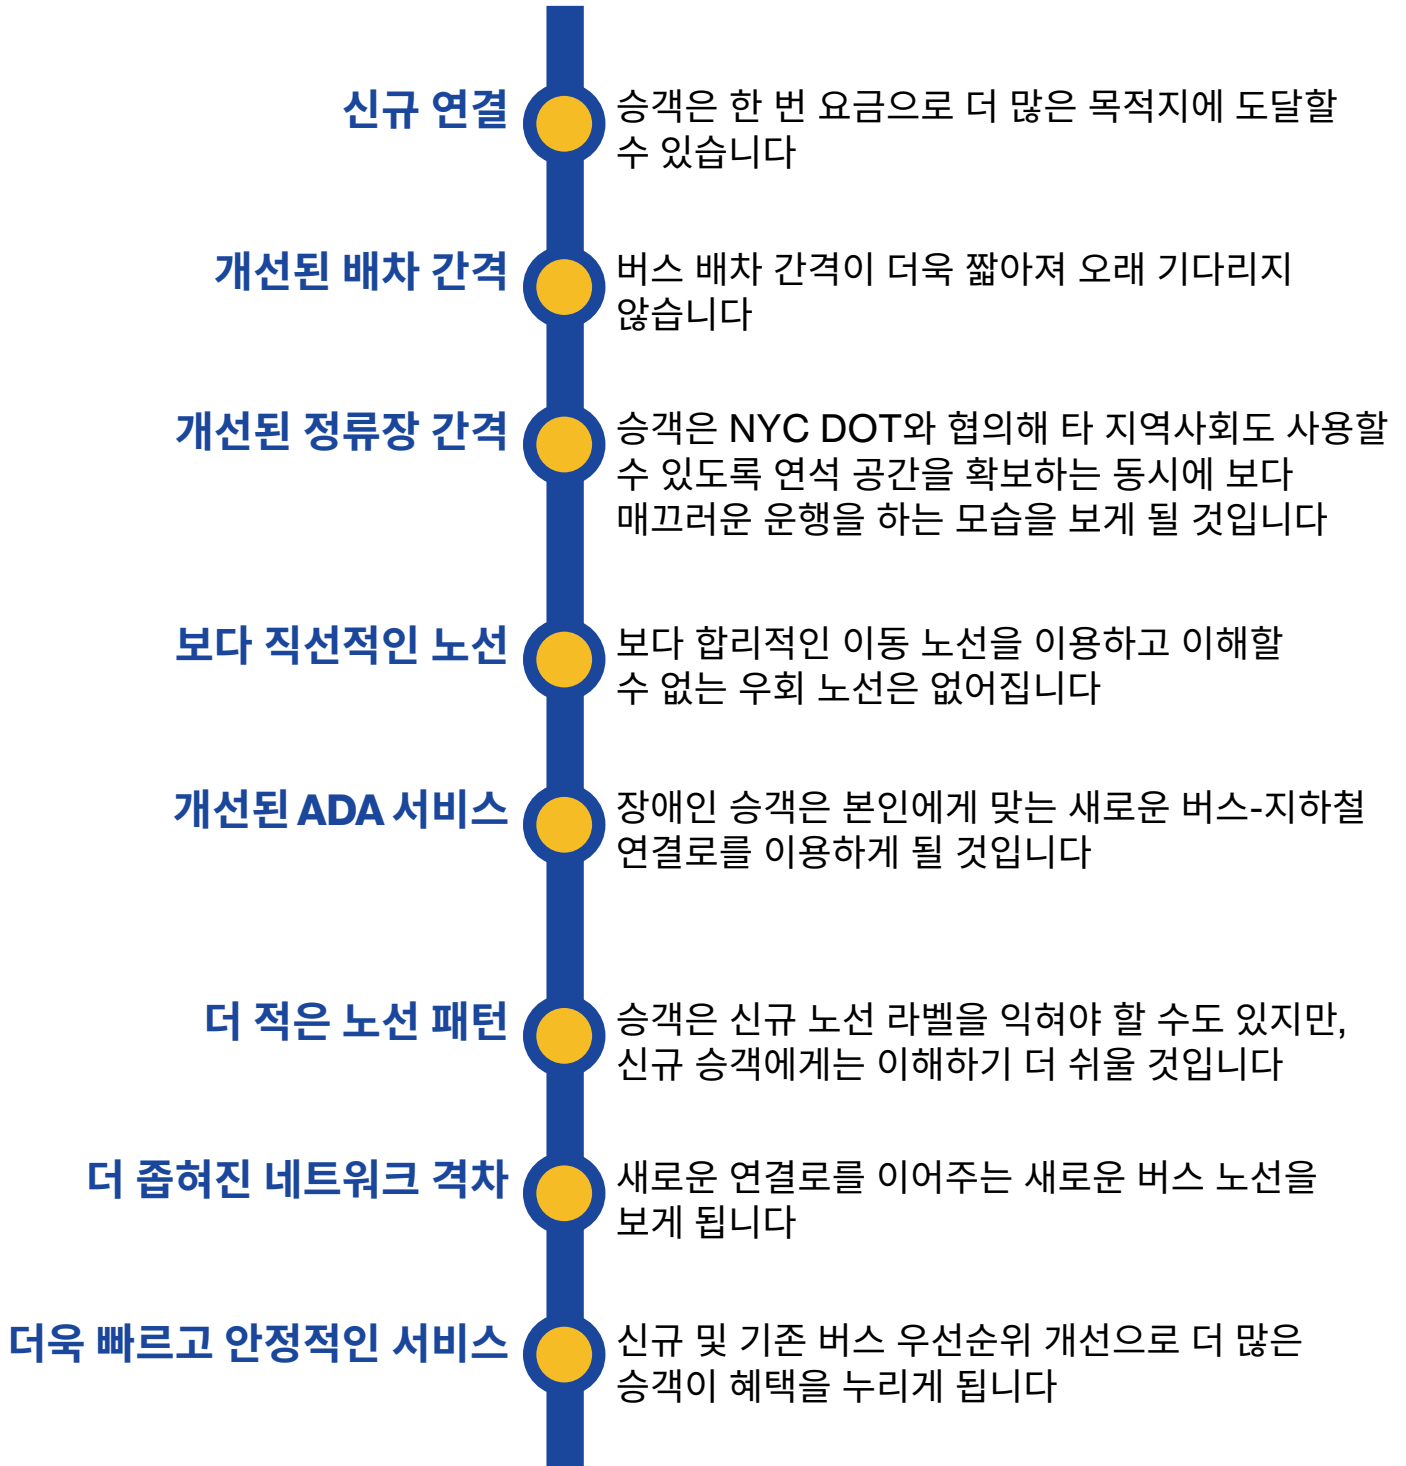 신규 연결
승객은 한 번 요금으로 더 많은 목적지에 도달할
수 있습니다
개선된 배차 간격
버스 배차 간격이 더욱 짧아져 오래 기다리지
않습니다
개선된 정류장 간격
승객은 NYC DOT와 협의해 타 지역사회도 사용할
수 있도록 연석 공간을 확보하는 동시에 보다
매끄러운 운행을 하는 모습을 보게 될 것입니다
보다 직선적인 노선
보다 합리적인 이동 노선을 이용하고 이해할
수 없는 우회 노선은 없어집니다
개선된 ADA 서비스
장애인 승객은 본인에게 맞는 새로운 버스-지하철
연결로를 이용하게 될 것입니다
더 적은 노선 패턴
승객은 신규 노선 라벨을 익혀야 할 수도 있지만,
신규 승객에게는 이해하기 더 쉬울 것입니다
더 좁혀진 네트워크 격차
새로운 연결로를 이어주는 새로운 버스 노선을
보게 됩니다
더욱 빠르고 안정적인 서비스
신규 및 기존 버스 우선순위 개선으로 더 많은
승객이 혜택을 누리게 됩니다